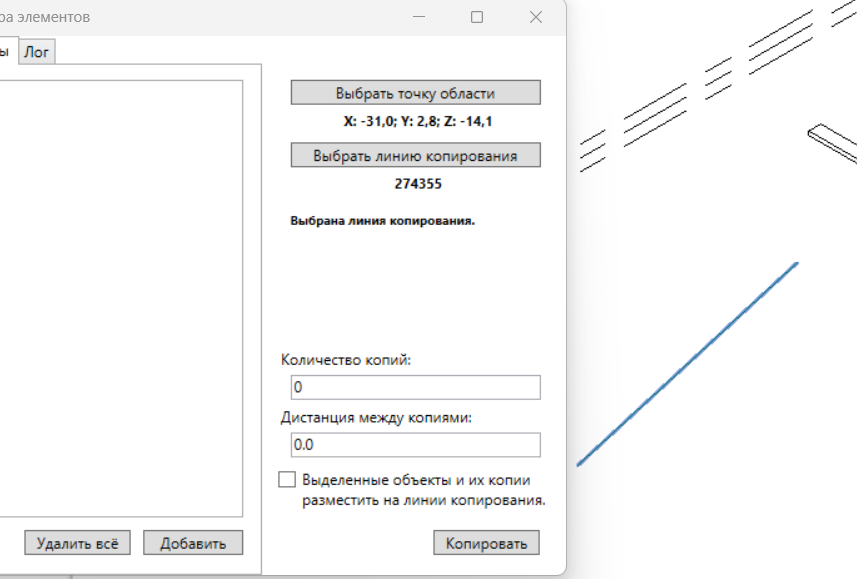 ра элементов
ы
Лог
Выбрать точку области
X: -31,0; Y: 2,8; Z: -14,1
Выбрать линию копирования
274355
Выбрана линия копирования.
Количество копий:
0
Дистанция между копиями:
0.0
Выделенные объекты и их копии
разместить на линии копирования.
Удалить всё
Добавить
Копировать